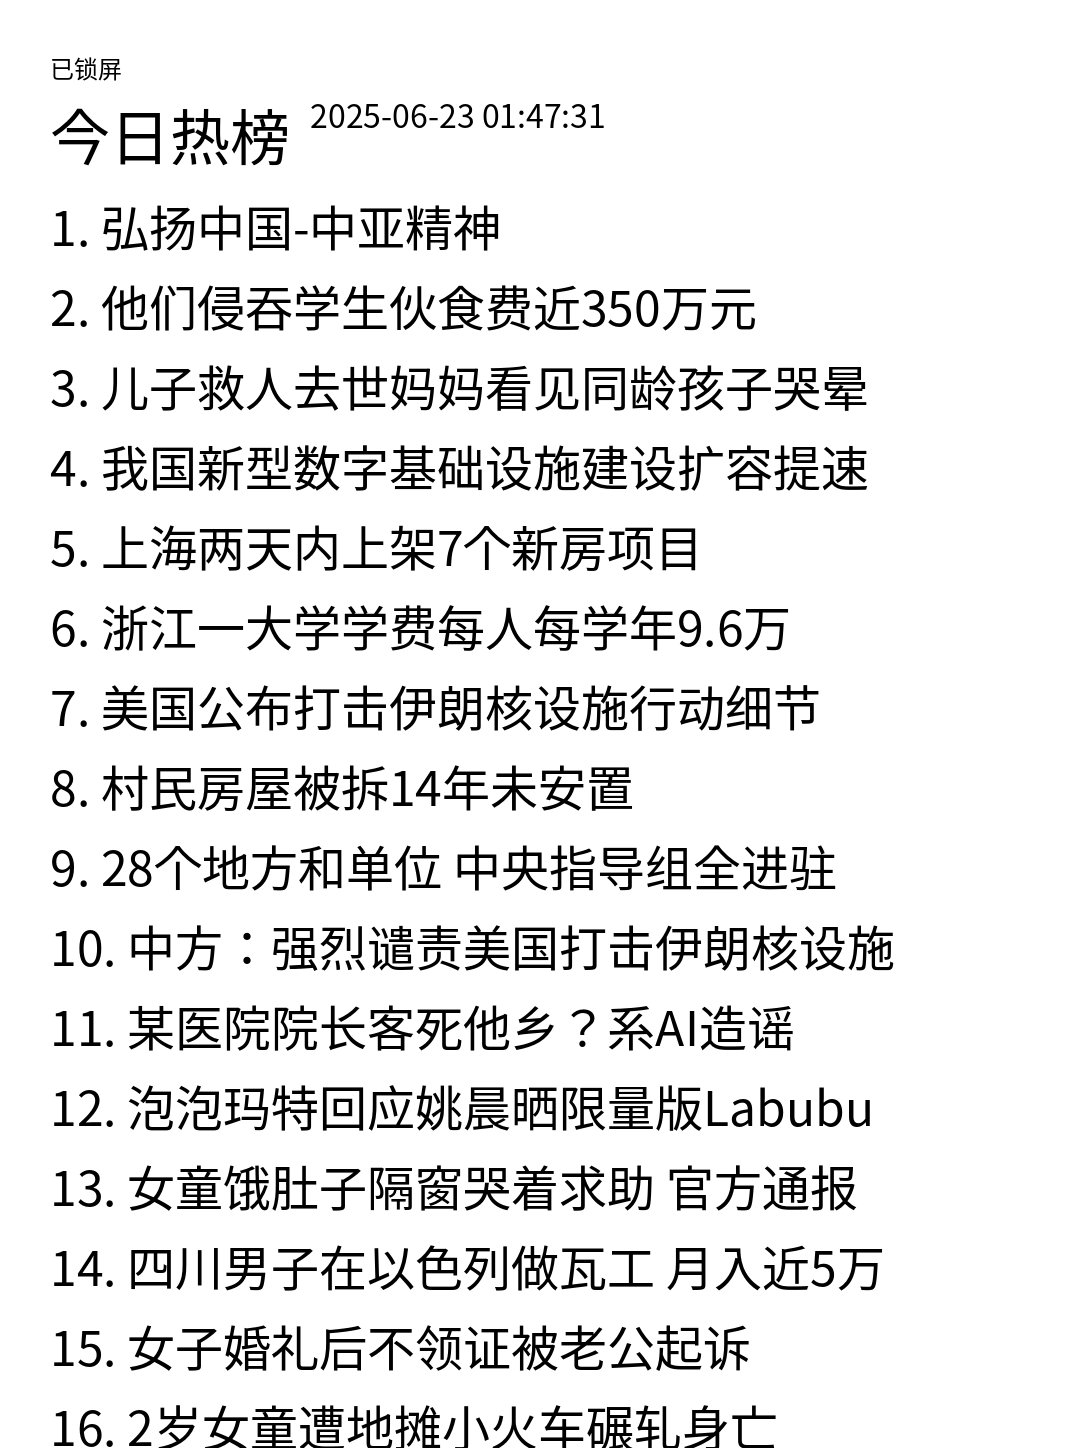 已锁屏
今日热榜 2025-06-23 01:47:31
1. 弘扬中国-中亚精神
2. 他们侵吞学生伙食费近350万元
3. 儿子救人去世妈妈看见同龄孩子哭晕
4. 我国新型数字基础设施建设扩容提速
5. 上海两天内上架7个新房项目
6. 浙江一大学学费每人每学年9.6万
7. 美国公布打击伊朗核设施行动细节
8. 村民房屋被拆14年未安置
9. 28个地方和单位 中央指导组全进驻
10. 中方：强烈谴责美国打击伊朗核设施
11. 某医院院长客死他乡？系AI造谣
12. 泡泡玛特回应姚晨晒限量版Labubu
13. 女童饿肚子隔窗哭着求助 官方通报
14. 四川男子在以色列做瓦工 月入近5万
15. 女子婚礼后不领证被老公起诉
16. 2岁女童遭地摊小火车碾轧身亡